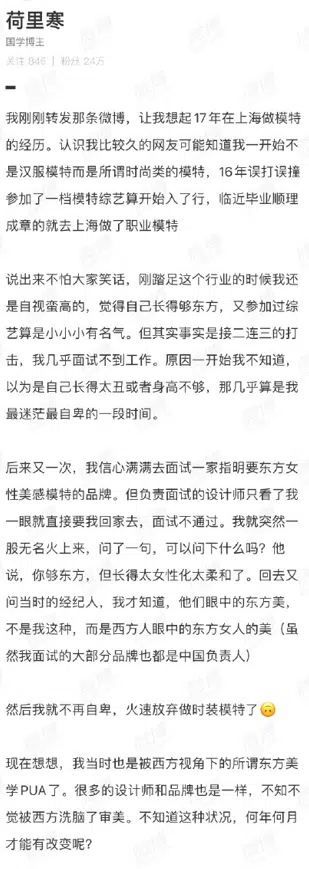 荷里寒
国学博主
关注 846 | 粉丝 24万
我刚刚转发那条微博，让我想起17年在上海做模特
的经历。认识我比较久的网友可能知道我一开始不
是汉服模特而是所谓时尚类的模特，16年误打误撞
参加了一档模特综艺算开始入了行，临近毕业顺理
成章的就去上海做了职业模特
说出来不怕大家笑话，刚踏足这个行业的时候我还
是自视蛮高的，觉得自己长得够东方，又参加过综
艺算是小小小有名气。但其实事实是接二连三的打
击，我几乎面试不到工作。原因一开始我不知道，
以为是自己长得太丑或者身高不够，那几乎算是我
最迷茫最自卑的一段时间。
后来又一次，我信心满满去面试一家指明要东方女
性美感模特的品牌。但负责面试的设计师只看了我
一眼就直接要我回家去，面试不通过。我就突然一
股无名火上来，问了一句，可以问下什么吗？他
说，你够东方，但长得太女性化太柔和了。回去又
问当时的经纪人，我才知道，他们眼中的东方美，
不是我这种，而是西方人眼中的东方女人的美（虽
然我面试的大部分品牌也都是中国负责人）
然后我就不再自卑，火速放弃做时装模特了🙃
现在想想，我当时也是被西方视角下的所谓东方美
学PUA了。很多的设计师和品牌也是一样，不知不
觉被西方洗脑了审美。不知道这种状况，何年何月
才能有改变呢？